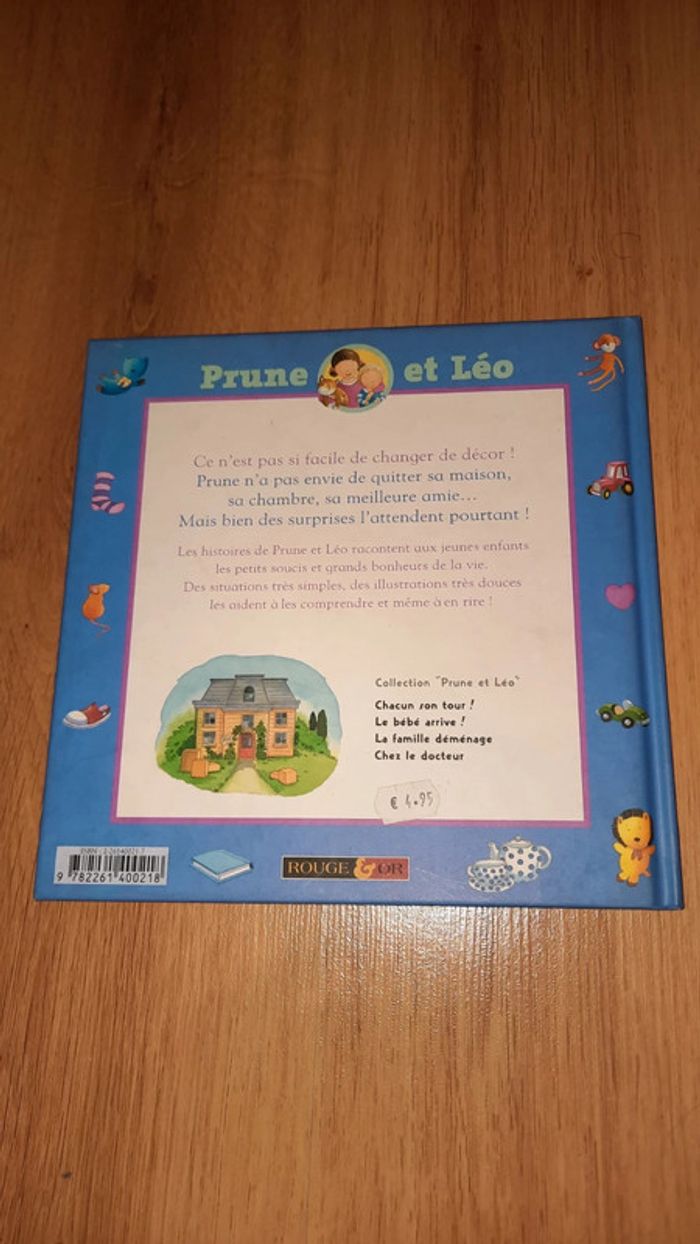 Prune et Léo
Ce n'est pas si facile de changer de décor !
Prune n'a pas envie de quitter sa maison,
sa chambre, sa meilleure amie...
Mais bien des surprises l'attendent pourtant !
Les histoires de Prune et Léo racontent aux jeunes enfants
les petits soucis et grands bonheurs de la vie.
Des situations très simples, des illustrations très douces
les aident à les comprendre et même à en rire !
Collection "Prune et Léo"
Chacun son tour !
Le bébé arrive !
La famille déménage
Chez le docteur
€ 4.95
ISBN : 2-26140021-7
9 782261 400218
ROUGE & OR